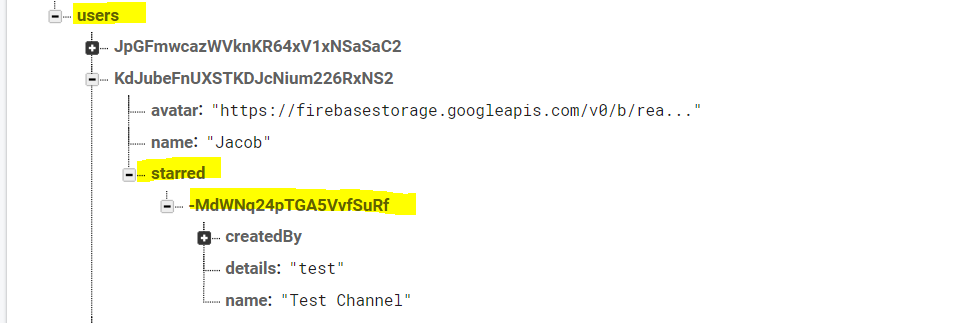 users
JpGFmwcazWVknKR64xV1xNSaSaC2
KdJubeFnUXSTKDJcNium226RxNS2
avatar: "https://firebasestorage.googleapis.com/v0/b/rea..."
name: "Jacob"
starred
-MdWNq24pTGA5VvfSuRf
createdBy
details: "test"
name: "Test Channel"